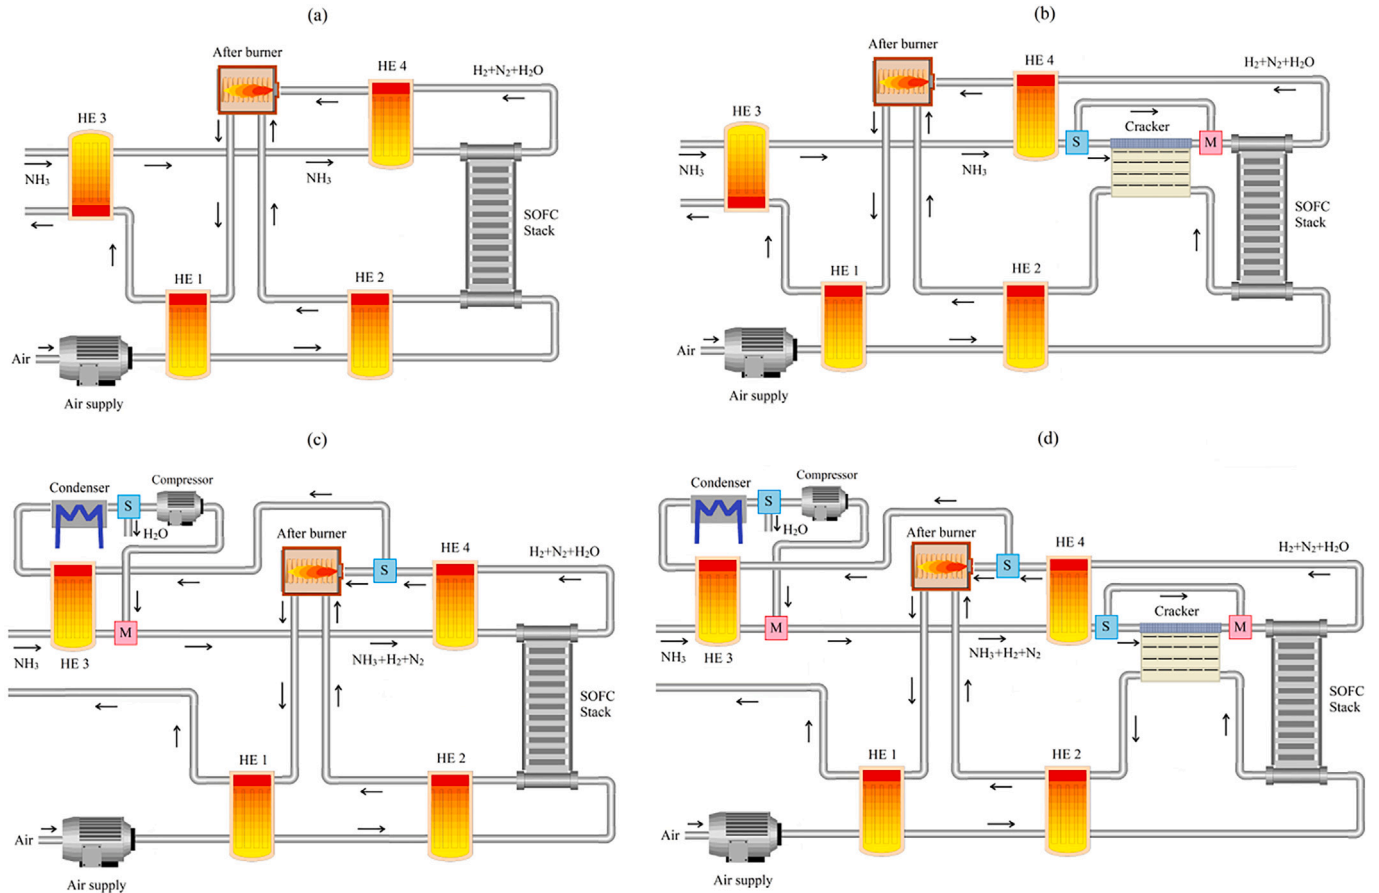 (a)
After burner
HE 4
H₂+N₂+H₂O
HE 3
NH₃
NH₃
SOFC
Stack
HE 1
HE 2
Air
Air supply
(b)
After burner
HE 4
H₂+N₂+H₂O
Cracker
S
M
HE 3
NH₃
NH₃
SOFC
Stack
HE 1
HE 2
Air
Air supply
(c)
Condenser
Compressor
S
H₂O
After burner
HE 4
H₂+N₂+H₂O
S
M
NH₃
HE 3
NH₃+H₂+N₂
SOFC
Stack
HE 1
HE 2
Air
Air supply
(d)
Condenser
Compressor
S
H₂O
After burner
HE 4
H₂+N₂+H₂O
S
Cracker
S
M
M
NH₃
HE 3
NH₃+H₂+N₂
SOFC
Stack
HE 1
HE 2
Air
Air supply